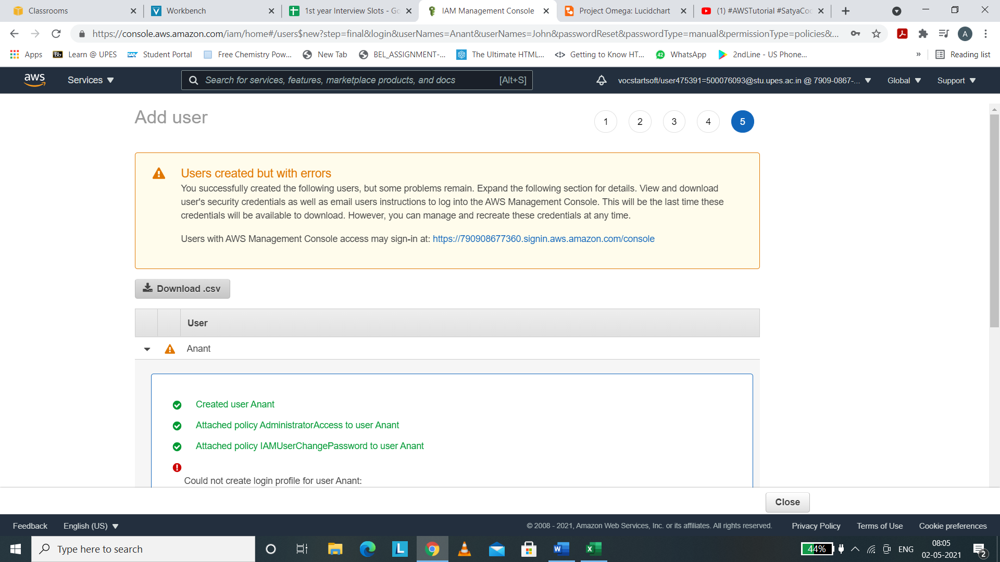 Classrooms
Workbench
1st year Interview Slots - Go
IAM Management Console
Project Omega: Lucidchart
(1) #AWSTutorial #SatyaCo
https://console.aws.amazon.com/iam/home#/users$new?step=final&login&userNames=Anant&userNames=John&passwordReset&passwordType=manual&permissionType=policies&...
A
Apps
Bb
Learn @ UPES
SAP
Student Portal
Free Chemistry Pow...
New Tab
BEL_ASSIGNMENT-...
The Ultimate HTML...
Getting to Know HT...
42
WhatsApp
2ndLine - US Phone...
»
Reading list
aws
Services
Search for services, features, marketplace products, and docs
[Alt+S]
vocstartsoft/user475391=500076093@stu.upes.ac.in @ 7909-0867-...
Global
Support
Add user
1
2
3
4
5
Users created but with errors
You successfully created the following users, but some problems remain. Expand the following section for details. View and download
user's security credentials as well as email users instructions to log into the AWS Management Console. This will be the last time these
credentials will be available to download. However, you can manage and recreate these credentials at any time.
Users with AWS Management Console access may sign-in at: https://790908677360.signin.aws.amazon.com/console
Download .csv
User
Anant
Created user Anant
Attached policy AdministratorAccess to user Anant
Attached policy IAMUserChangePassword to user Anant
Could not create login profile for user Anant:
Close
Feedback
English (US)
© 2008 - 2021, Amazon Web Services, Inc. or its affiliates. All rights reserved.
Privacy Policy
Terms of Use
Cookie preferences
Type here to search
L
W
X
44%
ENG
08:05
02-05-2021
2